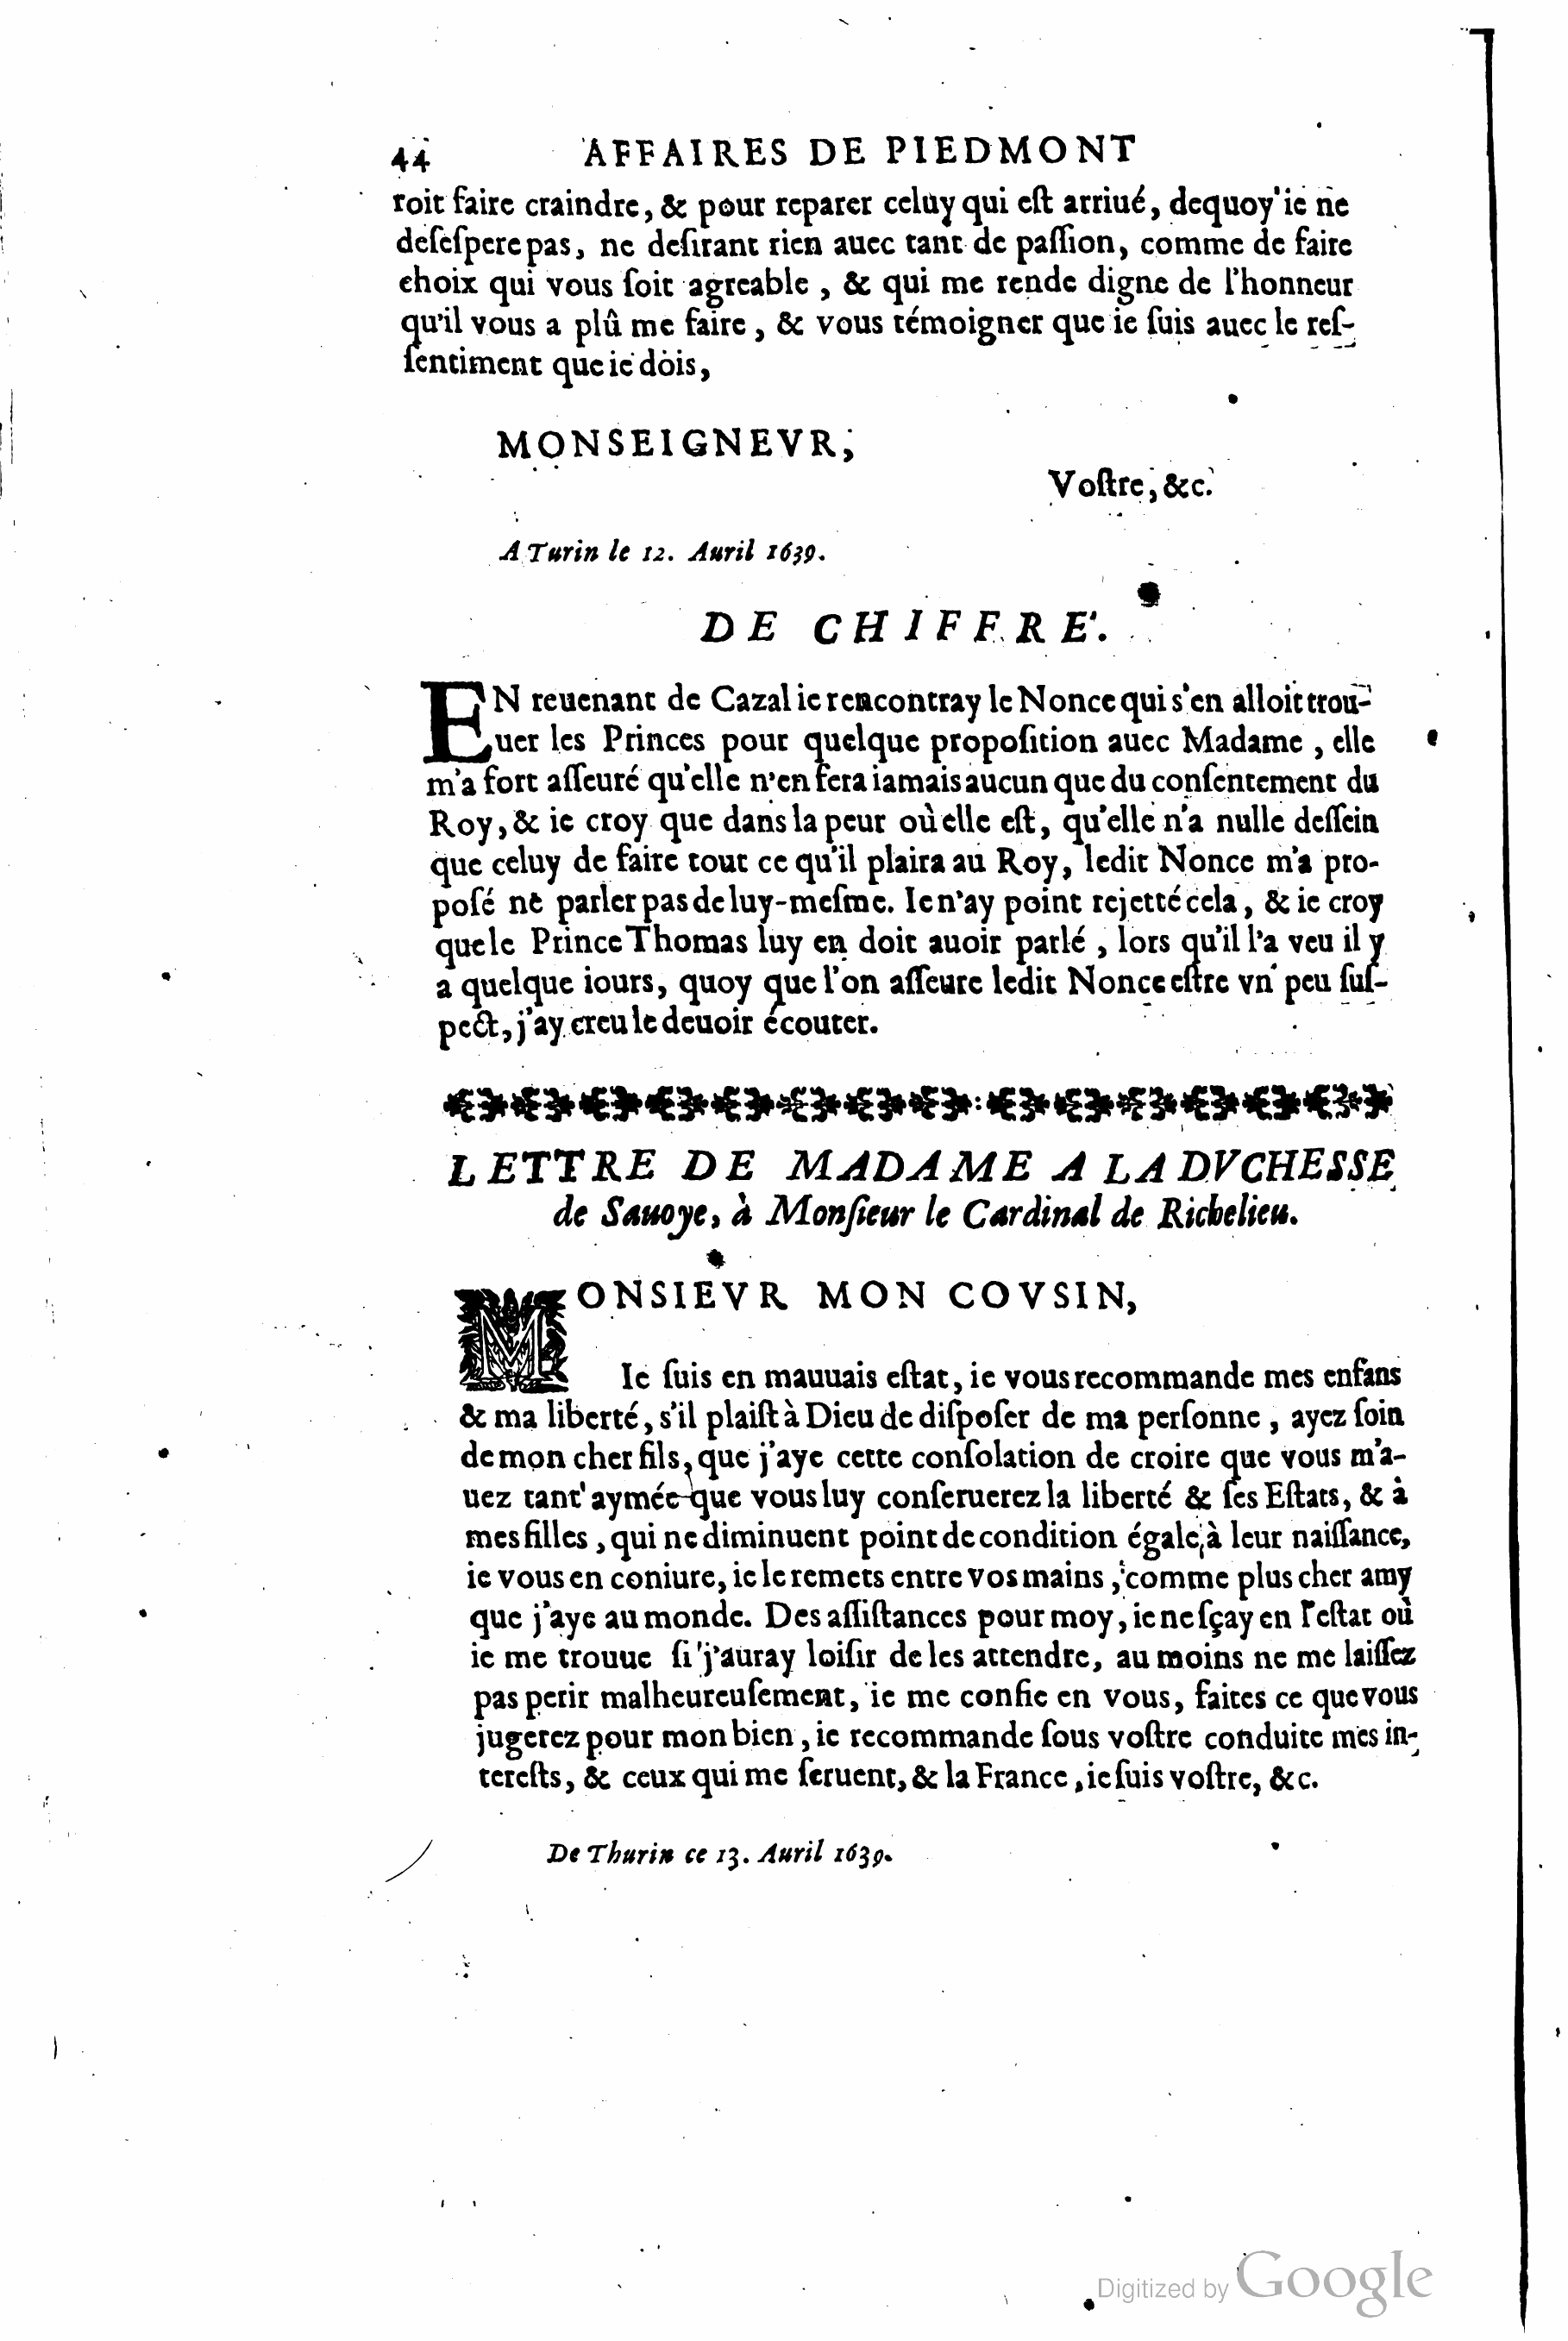 44 AFFAIRES DE PIEDMONT
roit faire craindre, & pour reparer celuy qui eſt arriué, dequoy ie ne
deſeſpere pas, ne deſirant rien auec tant de paſſion, comme de faire
choix qui vous ſoit agreable, & qui me rende digne de l'honneur
qu'il vous a plû me faire, & vous témoigner que ie ſuis auec le reſ-
ſentiment que ie dois,
MONSEIGNEVR,
Voſtre, &c.
A Turin le 12. Auril 1639.
DE CHIFFRE.
EN reuenant de Cazal ie rencontray le Nonce qui s'en alloit trou-
uer les Princes pour quelque propoſition auec Madame, elle
m'a fort aſſeuré qu'elle n'en fera iamais aucun que du conſentement du
Roy, & ie croy que dans la peur où elle eſt, qu'elle n'a nulle deſſein
que celuy de faire tout ce qu'il plaira au Roy, ledit Nonce m'a pro-
poſé ne parler pas de luy-meſme. Ie n'ay point rejetté cela, & ie croy
que le Prince Thomas luy en doit auoir parlé, lors qu'il l'a veu il y
a quelque iours, quoy que l'on aſſeure ledit Nonce eſtre vn peu ſuſ-
pect, j'ay creu le deuoir écouter.
LETTRE DE MADAME A LA DVCHESSE
de Sauoye, à Monſieur le Cardinal de Richelieu.
MONSIEVR MON COVSIN,
Ie ſuis en mauuais eſtat, ie vous recommande mes enfans
& ma liberté, s'il plaiſt à Dieu de diſpoſer de ma perſonne, ayez ſoin
de mon cher fils, que j'aye cette conſolation de croire que vous m'a-
uez tant aymée que vous luy conſeruerez la liberté & ſes Eſtats, & à
mes filles, qui ne diminuent point de condition égale à leur naiſſance,
ie vous en coniure, ie le remets entre vos mains, comme plus cher amy
que j'aye au monde. Des aſſiſtances pour moy, ie ne ſçay en l'eſtat où
ie me trouue ſi j'auray loiſir de les attendre, au moins ne me laiſſez
pas perir malheureuſement, ie me confie en vous, faites ce que vous
jugerez pour mon bien, ie recommande ſous voſtre conduite mes in-
tereſts, & ceux qui me ſeruent, & la France, ie ſuis voſtre, &c.
De Thurin ce 13. Auril 1639.
Digitized by Google